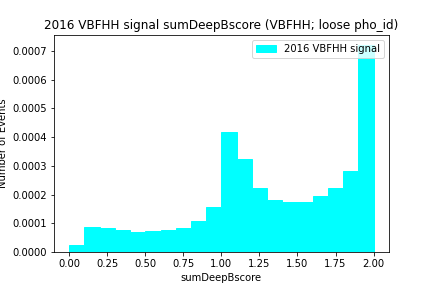 2016 VBFHH signal sumDeepBscore (VBFHH; loose pho_id)
2016 VBFHH signal
0.0007
0.0006
0.0005
0.0004
0.0003
0.0002
0.0001
0.0000
Number of Events
0.00 0.25 0.50 0.75 1.00 1.25 1.50 1.75 2.00
sumDeepBscore